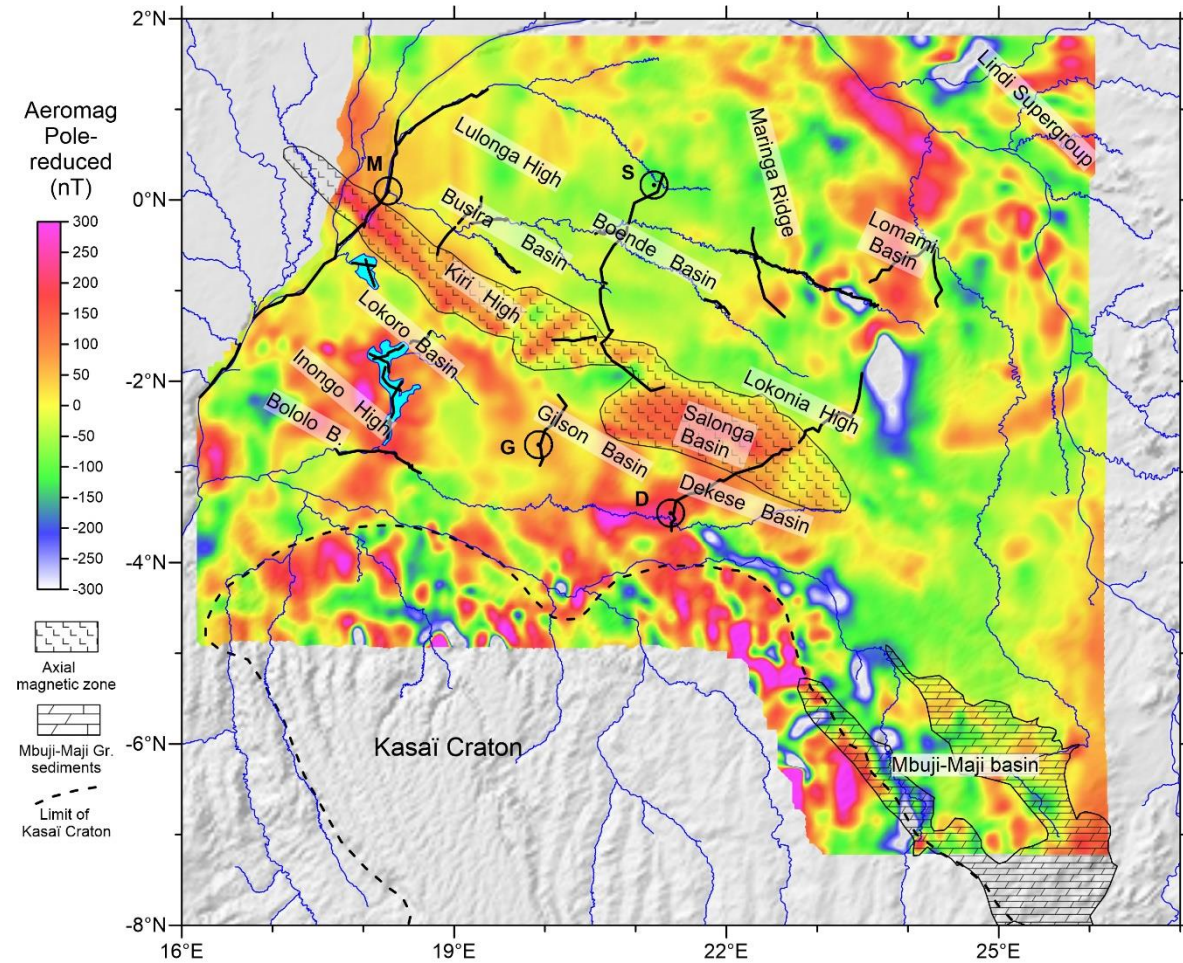 Aeromag
Pole-
reduced
(nT)
300
250
200
150
100
50
0
-50
-100
-150
-200
-250
-300
Axial
magnetic zone
Mbuji-Maji Gr.
sediments
Limit of
Kasaï Craton
2°N
0°N
-2°N
-4°N
-6°N
-8°N
16°E
19°E
22°E
25°E
Lindi Supergroup
Lulonga High
Maringa Ridge
M
S
Busira Basin
Boende Basin
Lomami
Basin
Kiri High
Lokoro Basin
Inongo High
Bololo B.
Lokonia High
Salonga
Basin
Gilson Basin
G
D
Dekese Basin
Kasaï Craton
Mbuji-Maji basin